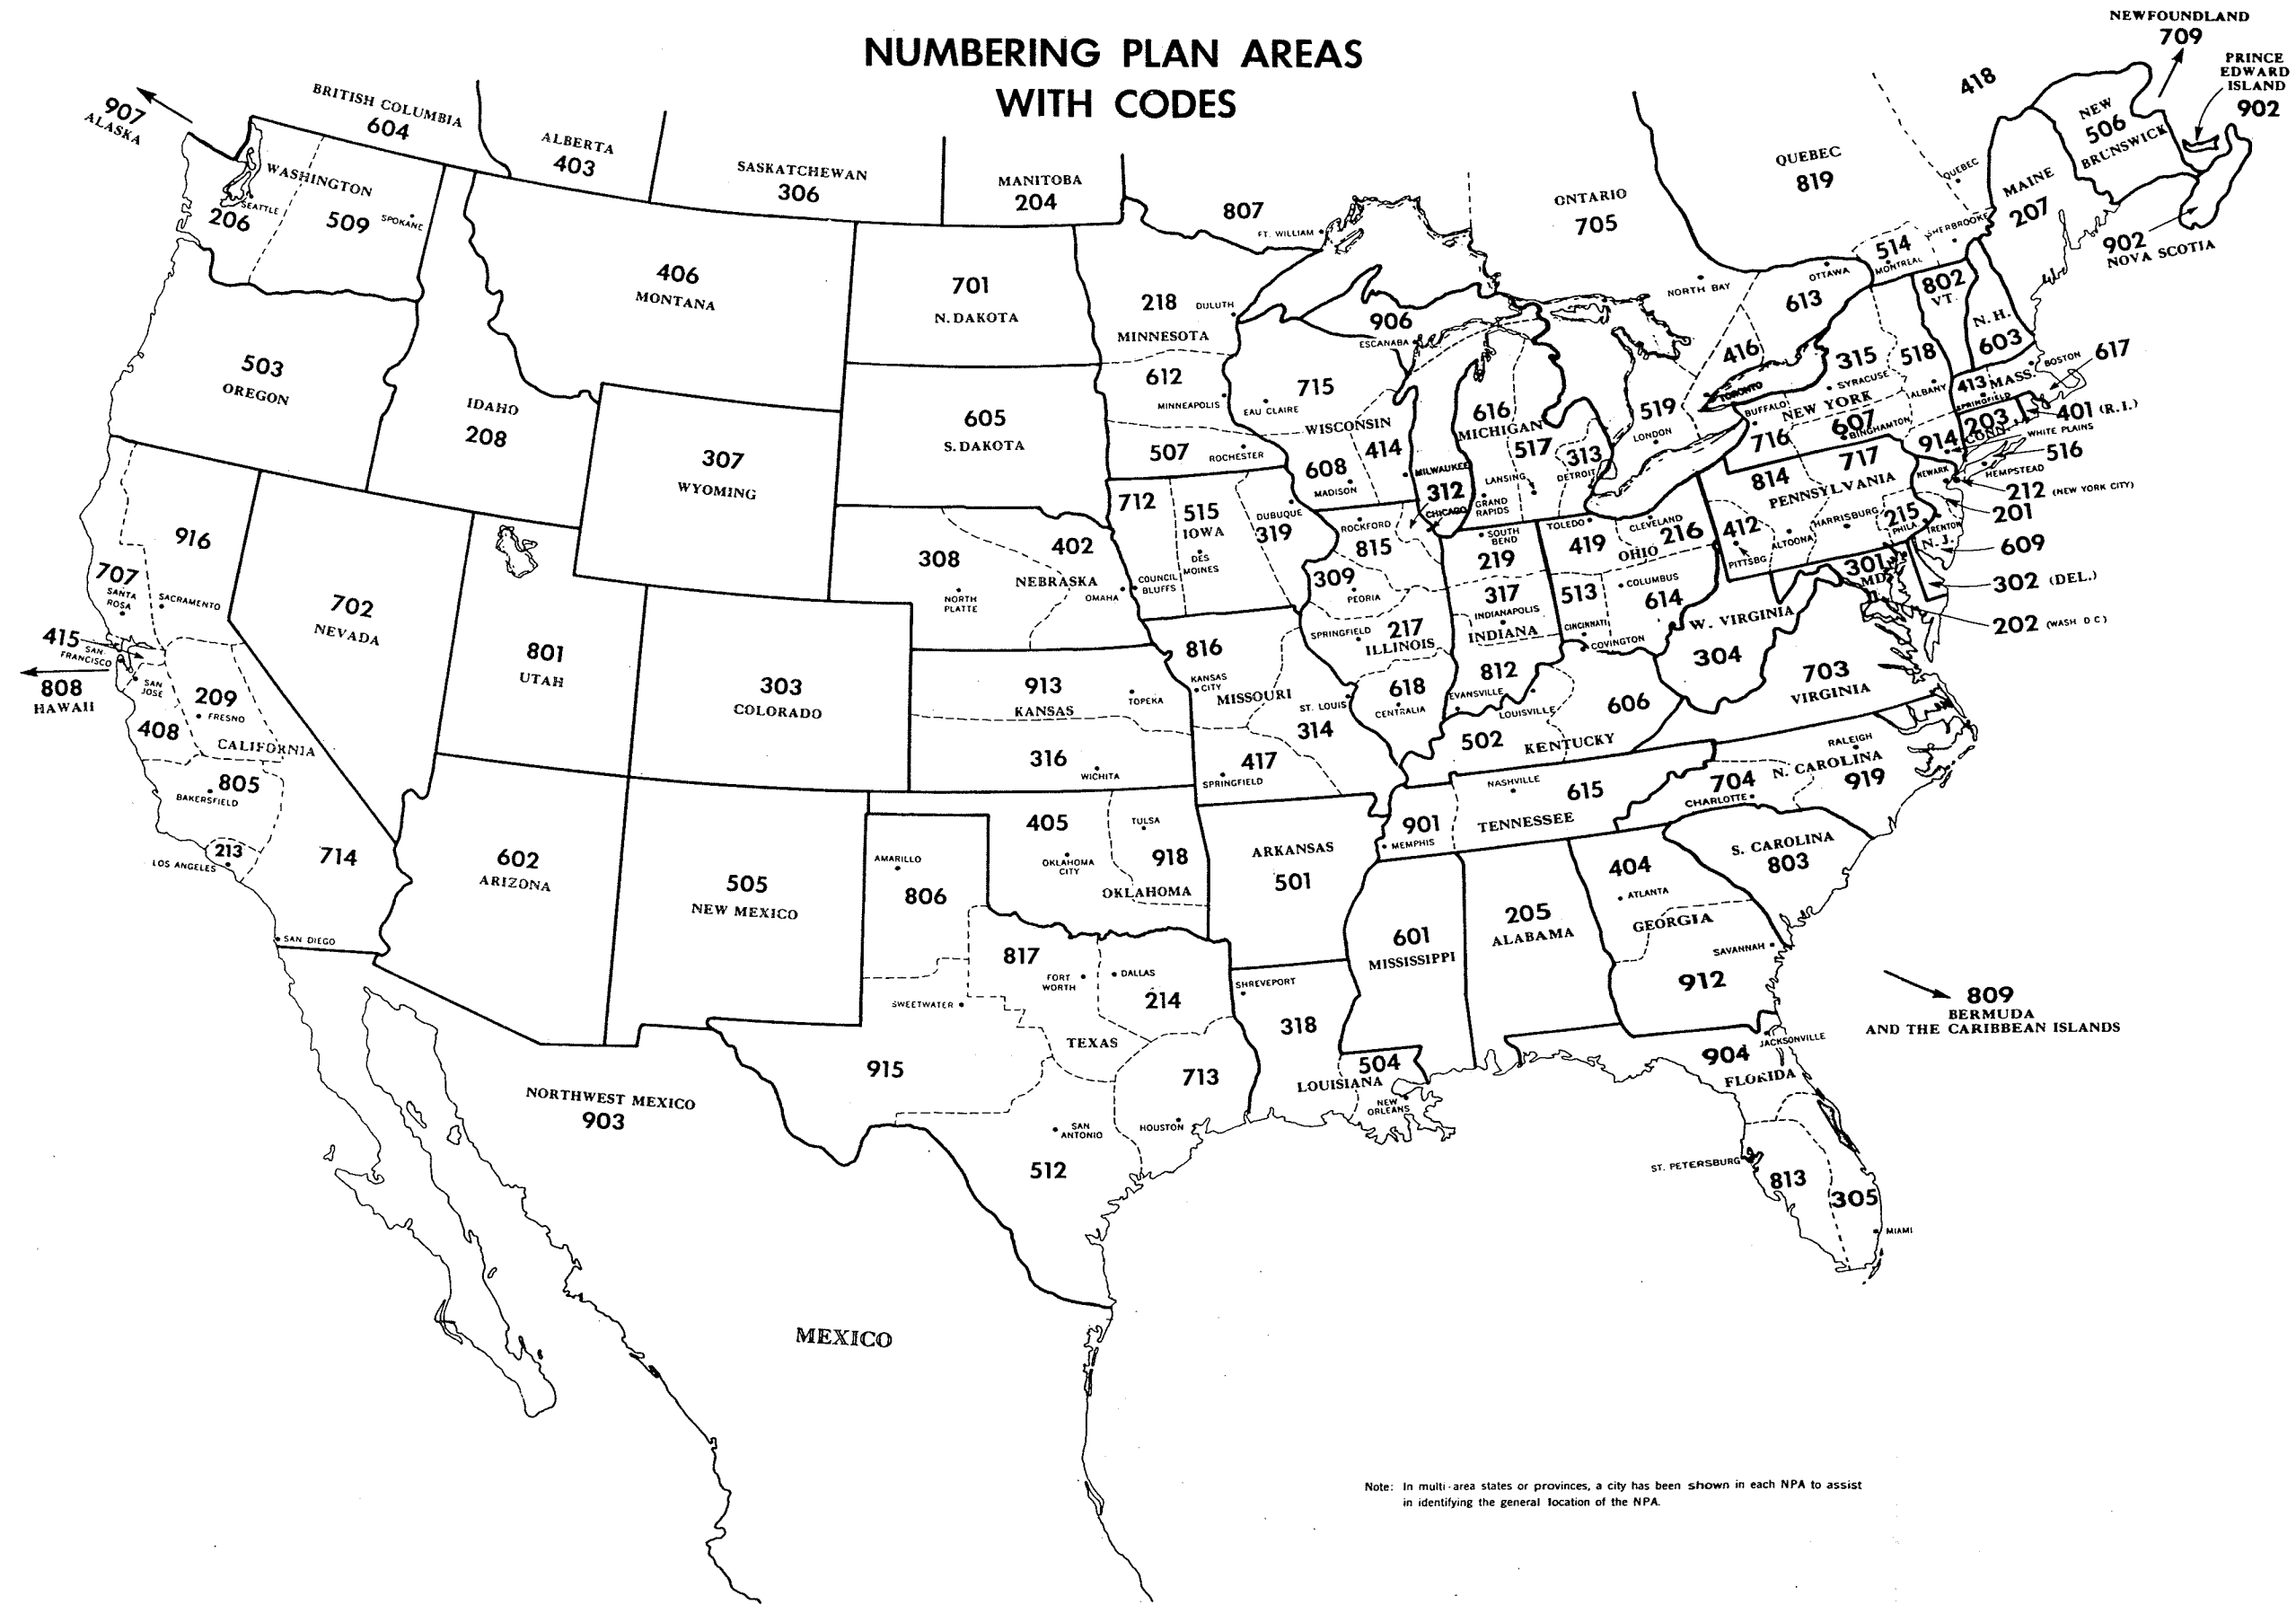 NUMBERING PLAN AREAS
WITH CODES
NEWFOUNDLAND
709
PRINCE
EDWARD
ISLAND
902
907
ALASKA
BRITISH COLUMBIA
604
ALBERTA
403
SASKATCHEWAN
306
MANITOBA
204
807
FT. WILLIAM
ONTARIO
705
QUEBEC
819
418
QUEBEC
NEW
506
BRUNSWICK
MAINE
207
902
NOVA SCOTIA
SHERBROOKE
514
MONTREAL
OTTAWA
613
NORTH BAY
416
TORONTO
519
LONDON
WASHINGTON
SEATTLE
206
509
SPOKANE
503
OREGON
IDAHO
208
406
MONTANA
307
WYOMING
701
N. DAKOTA
605
S. DAKOTA
218
DULUTH
MINNESOTA
612
MINNEAPOLIS
507
ROCHESTER
906
ESCANABA
715
EAU CLAIRE
WISCONSIN
414
608
MADISON
MILWAUKEE
616
MICHIGAN
517
313
LANSING
DETROIT
GRAND
RAPIDS
312
CHICAGO
802
VT.
N. H.
603
315
518
SYRACUSE
ALBANY
NEW YORK
BUFFALO
716
607
BINGHAMTON
914
413
MASS.
SPRINGFIELD
BOSTON
617
203
CONN.
401 (R.I.)
WHITE PLAINS
516
HEMPSTEAD
NEWARK
212 (NEW YORK CITY)
201
TRENTON
N. J.
609
302 (DEL.)
202 (WASH D C)
814
717
PENNSYLVANIA
412
PITTSBG
ALTOONA
HARRISBURG
215
PHILA
301
MD.
916
707
SANTA
ROSA
SACRAMENTO
415
SAN
FRANCISCO
808
HAWAII
SAN
JOSE
408
209
FRESNO
CALIFORNIA
805
BAKERSFIELD
213
LOS ANGELES
714
SAN DIEGO
702
NEVADA
801
UTAH
303
COLORADO
602
ARIZONA
505
NEW MEXICO
308
NORTH
PLATTE
402
NEBRASKA
OMAHA
712
COUNCIL
BLUFFS
515
IOWA
DES
MOINES
DUBUQUE
319
913
KANSAS
TOPEKA
316
WICHITA
816
KANSAS
CITY
MISSOURI
ST. LOUIS
314
417
SPRINGFIELD
ROCKFORD
815
309
PEORIA
SPRINGFIELD
217
ILLINOIS
618
CENTRALIA
SOUTH
BEND
219
317
INDIANAPOLIS
INDIANA
812
EVANSVILLE
TOLEDO
419
CLEVELAND
216
OHIO
513
COLUMBUS
614
CINCINNATI
COVINGTON
LOUISVILLE
502
KENTUCKY
606
W. VIRGINIA
304
703
VIRGINIA
RALEIGH
N. CAROLINA
919
704
CHARLOTTE
NASHVILLE
615
TENNESSEE
901
MEMPHIS
S. CAROLINA
803
ARKANSAS
501
405
OKLAHOMA
CITY
TULSA
918
OKLAHOMA
AMARILLO
806
817
FORT
WORTH
DALLAS
214
SWEETWATER
915
TEXAS
713
HOUSTON
SAN
ANTONIO
512
SHREVEPORT
318
504
LOUISIANA
NEW
ORLEANS
601
MISSISSIPPI
205
ALABAMA
404
ATLANTA
GEORGIA
SAVANNAH
912
904
JACKSONVILLE
FLORIDA
ST. PETERSBURG
813
305
MIAMI
809
BERMUDA
AND THE CARIBBEAN ISLANDS
NORTHWEST MEXICO
903
MEXICO
Note: In multi-area states or provinces, a city has been shown in each NPA to assist
in identifying the general location of the NPA.